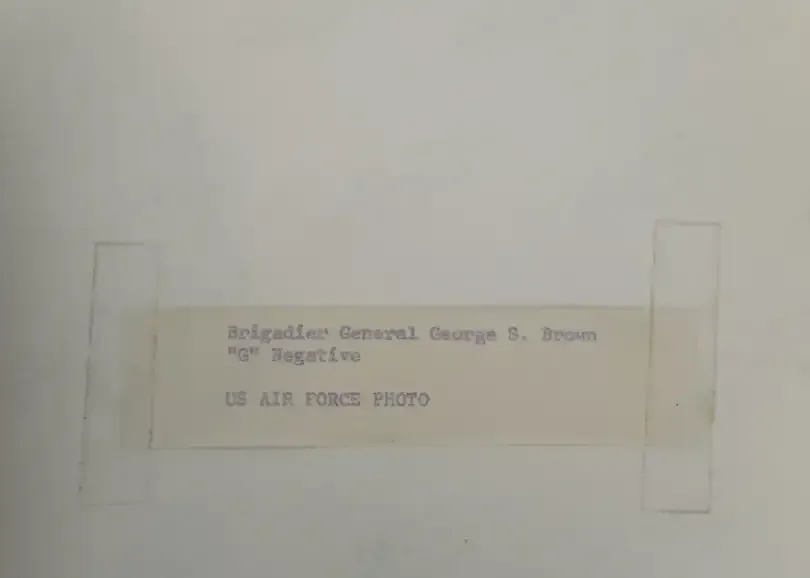 Brigadier General George S. Brown
"G" Negative
US AIR FORCE PHOTO